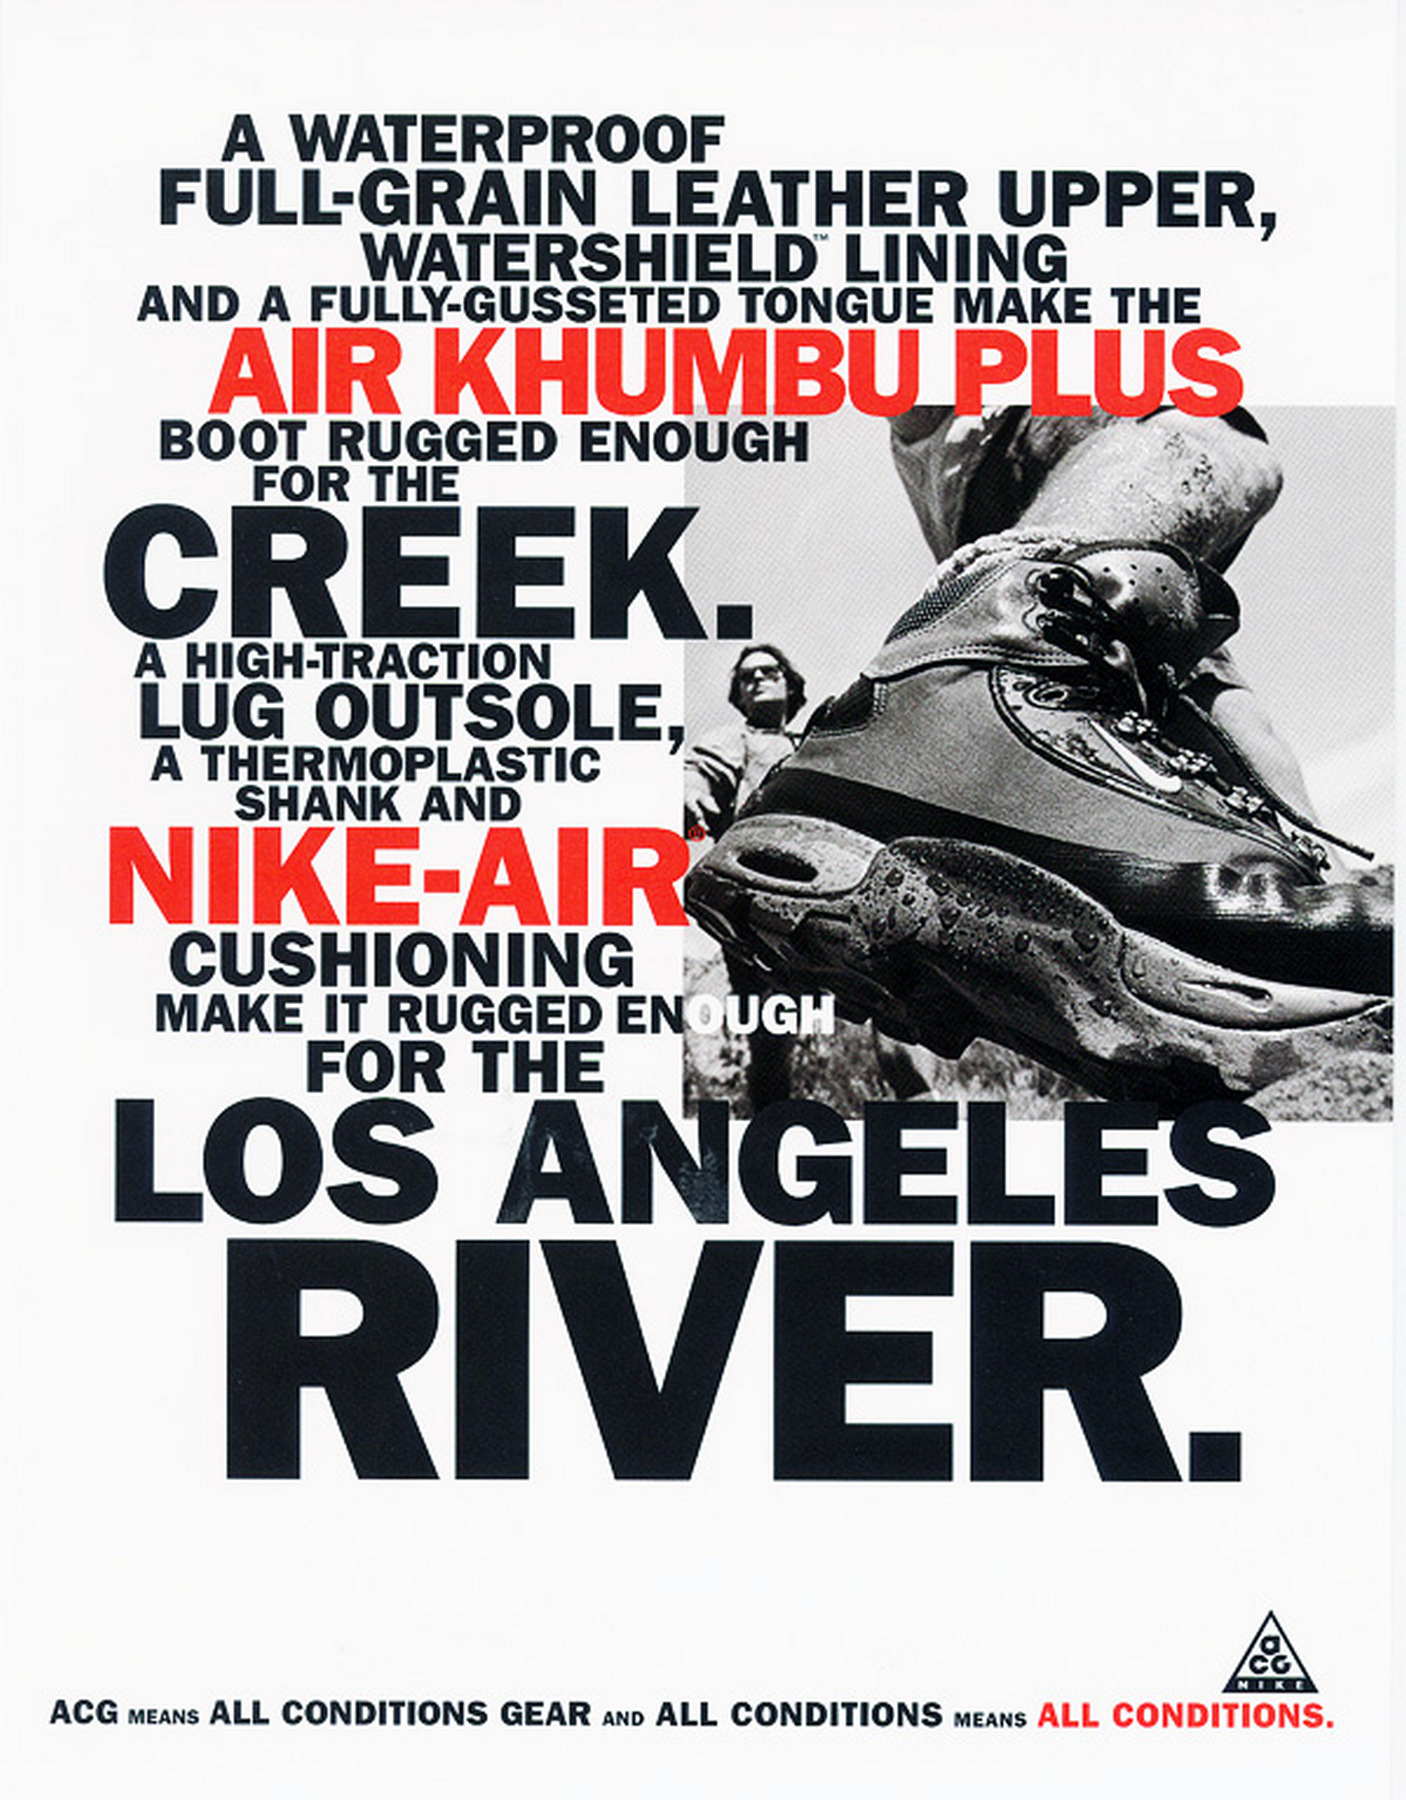 A WATERPROOF
FULL-GRAIN LEATHER UPPER,
WATERSHIELD™ LINING
AND A FULLY-GUSSETED TONGUE MAKE THE
AIR KHUMBU PLUS
BOOT RUGGED ENOUGH
FOR THE
CREEK.
A HIGH-TRACTION
LUG OUTSOLE,
A THERMOPLASTIC
SHANK AND
NIKE-AIR®
CUSHIONING
MAKE IT RUGGED ENOUGH
FOR THE
LOS ANGELES
RIVER.
aCG
NIKE
ACG MEANS ALL CONDITIONS GEAR AND ALL CONDITIONS MEANS ALL CONDITIONS.